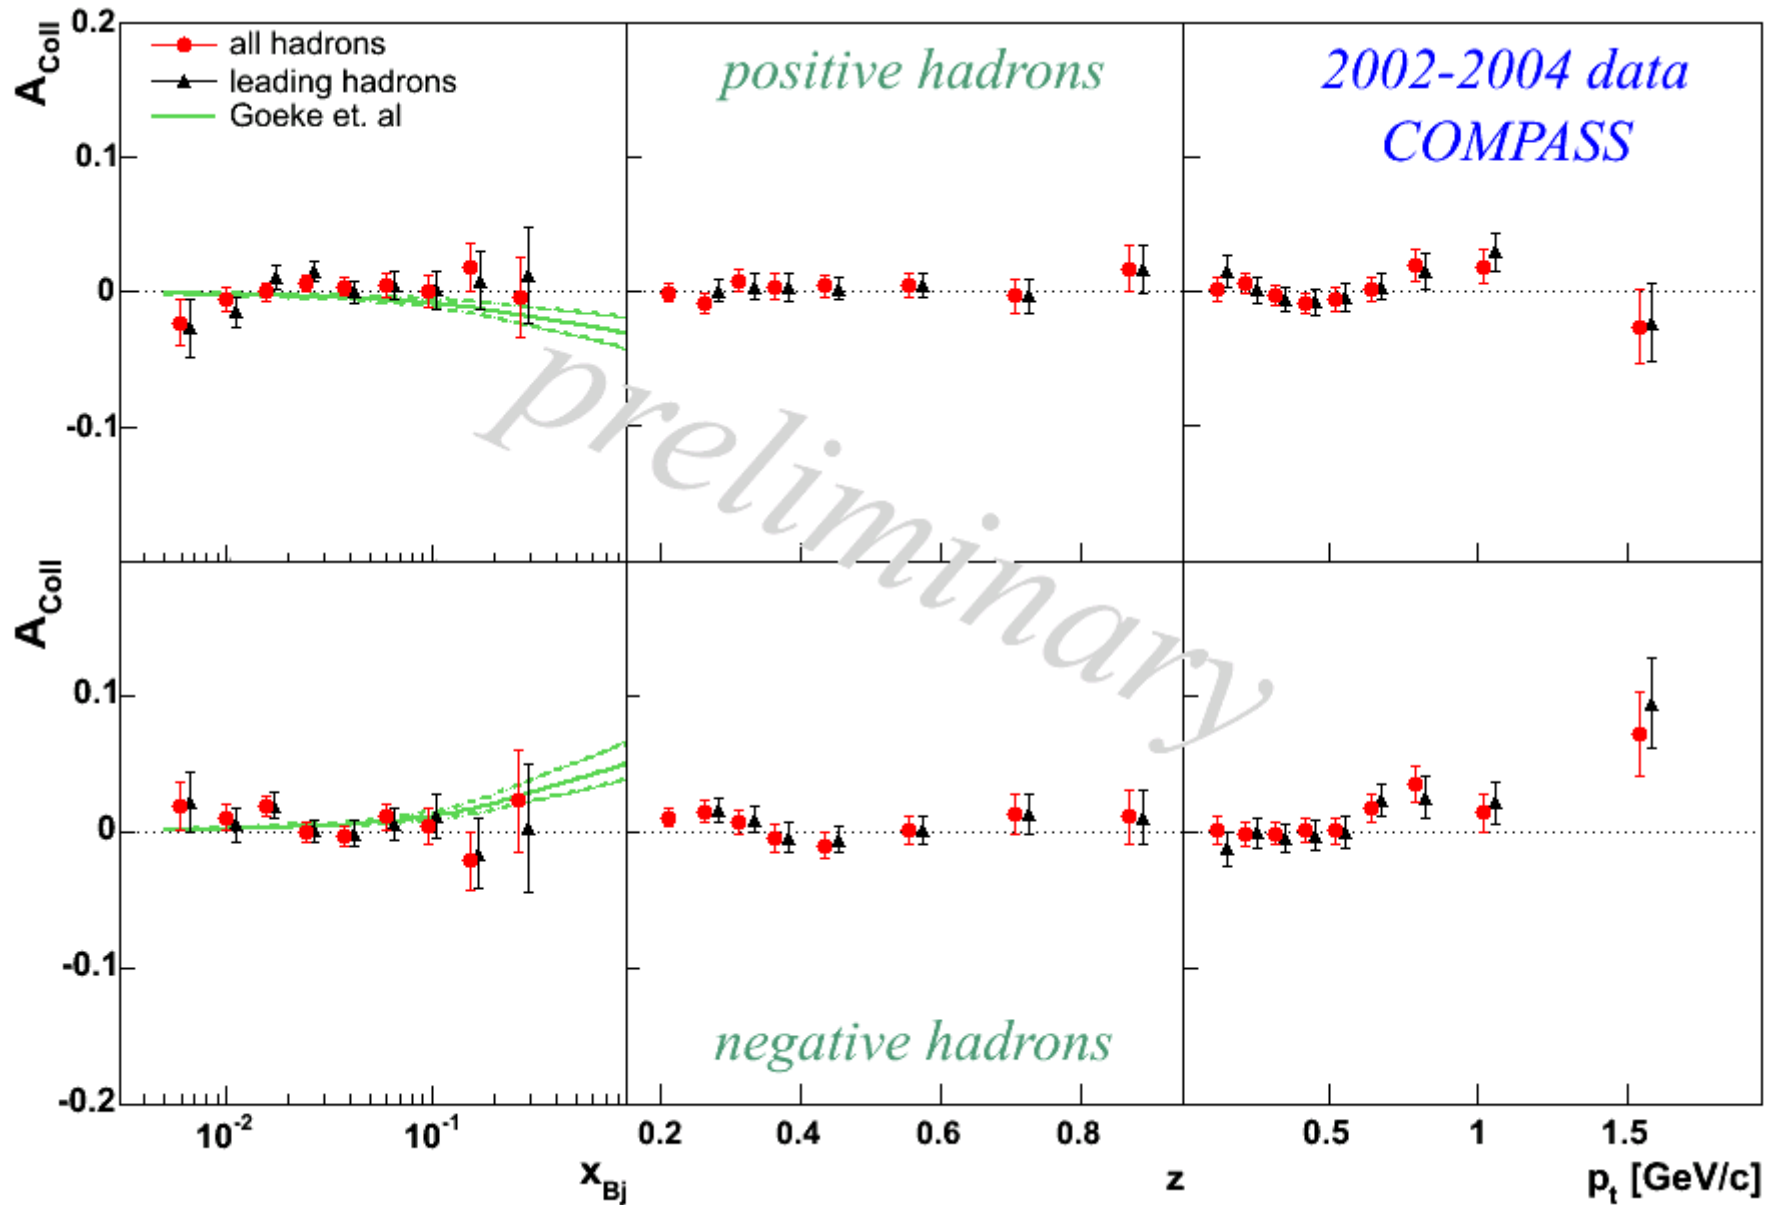 0.2
A_Coll
all hadrons
leading hadrons
Goeke et. al
positive hadrons
2002-2004 data
COMPASS
0.1
0
-0.1
preliminary
A_Coll
0.1
0
-0.1
negative hadrons
-0.2
10^-2 10^-1 0.2 0.4 0.6 0.8 0.5 1 1.5
x_Bj z p_t [GeV/c]